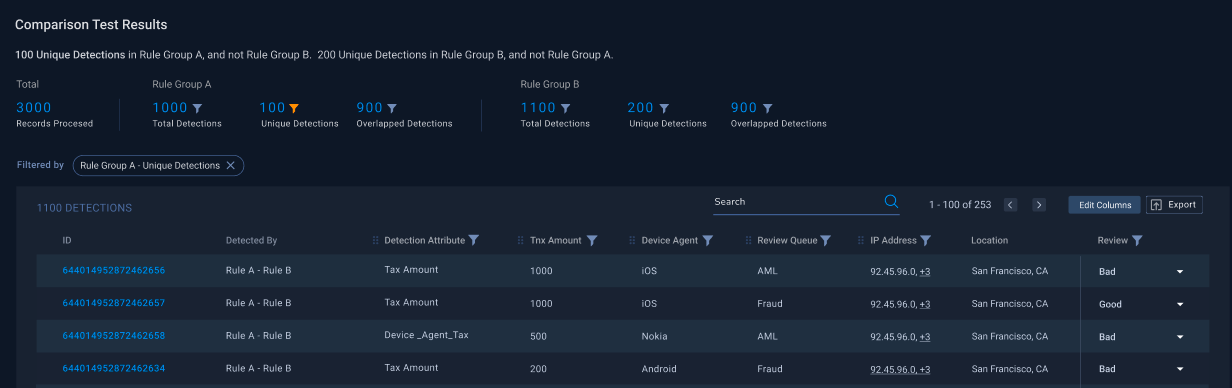 Comparison Test Results
100 Unique Detections in Rule Group A, and not Rule Group B. 200 Unique Detections in Rule Group B, and not Rule Group A.
Total Rule Group A Rule Group B
3000 1000 100 900 1100 200 900
Records Procesed Total Detections Unique Detections Overlapped Detections Total Detections Unique Detections Overlapped Detections
Filtered by Rule Group A - Unique Detections
1100 DETECTIONS Search 1 - 100 of 253 Edit Columns Export
ID Detected By Detection Attribute Tnx Amount Device Agent Review Queue IP Address Location Review
644014952872462656 Rule A - Rule B Tax Amount 1000 iOS AML 92.45.96.0, +3 San Francisco, CA Bad
644014952872462657 Rule A - Rule B Tax Amount 1000 iOS Fraud 92.45.96.0, +3 San Francisco, CA Good
644014952872462658 Rule A - Rule B Device _Agent_Tax 500 Nokia AML 92.45.96.0, +3 San Francisco, CA Bad
644014952872462634 Rule A - Rule B Tax Amount 200 Android Fraud 92.45.96.0, +3 San Francisco, CA Bad